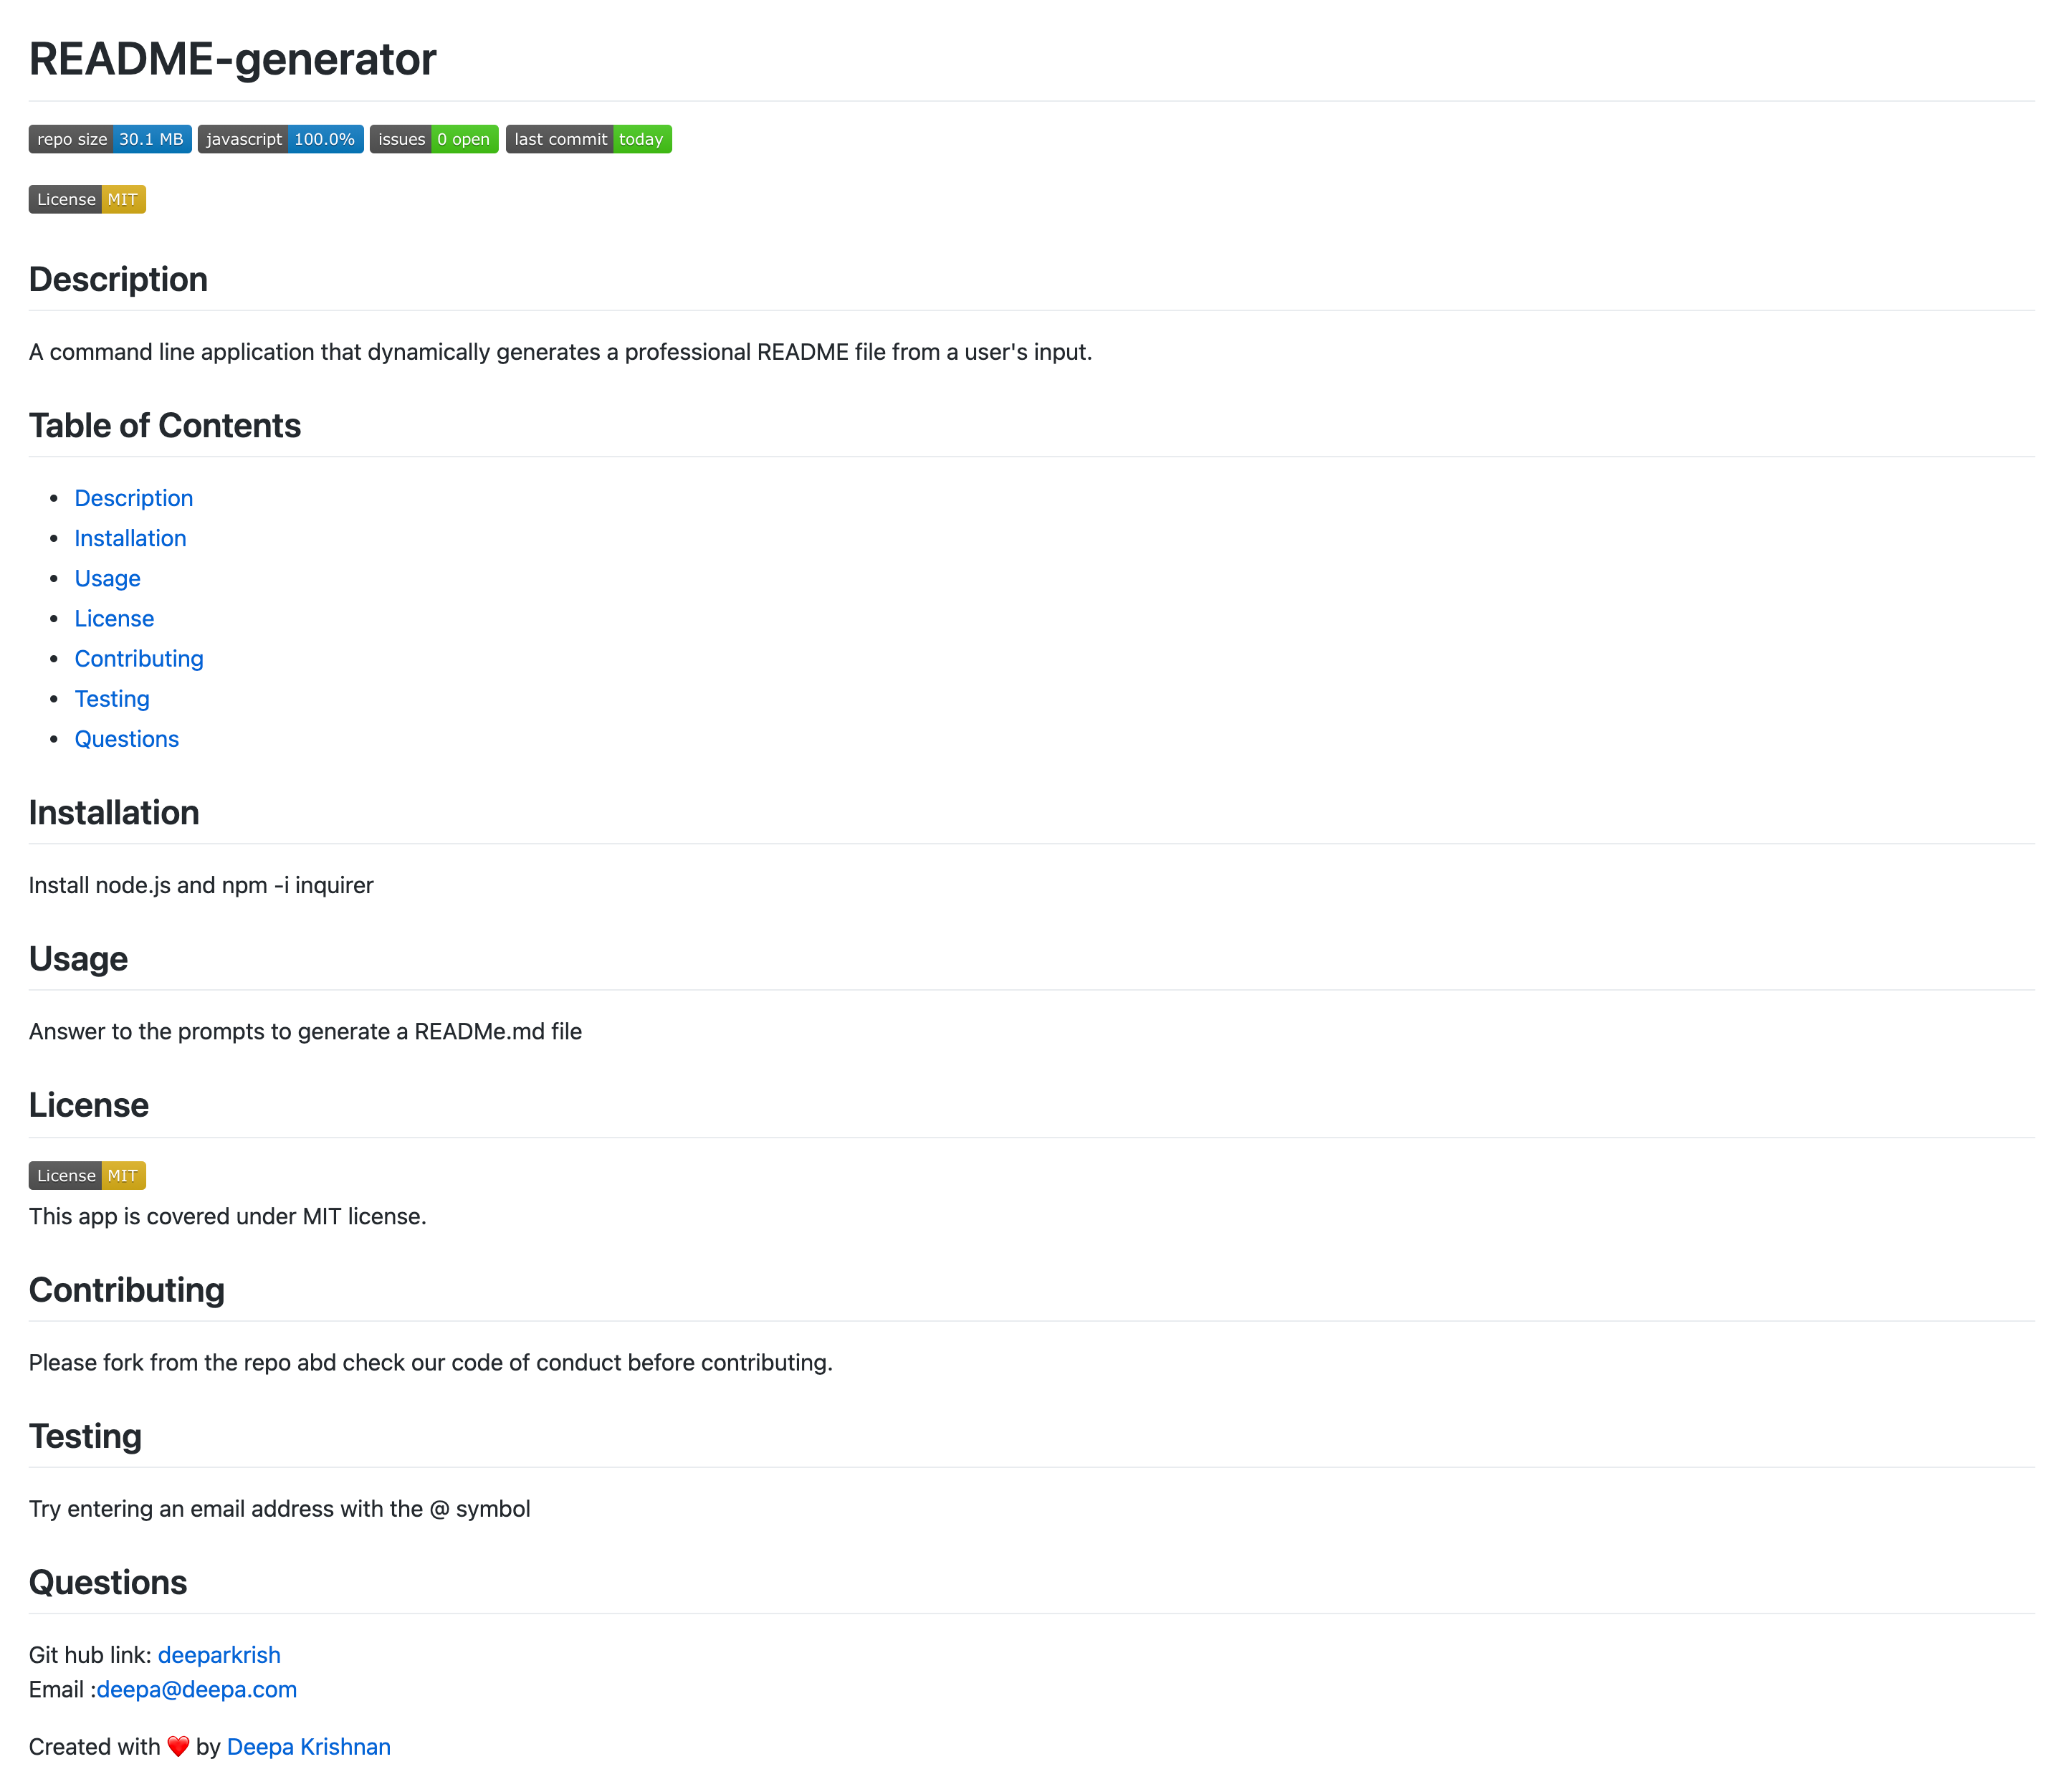 README-generator
repo size 30.1 MB javascript 100.0% issues 0 open last commit today
License MIT
Description
A command line application that dynamically generates a professional README file from a user's input.
Table of Contents
Description
Installation
Usage
License
Contributing
Testing
Questions
Installation
Install node.js and npm -i inquirer
Usage
Answer to the prompts to generate a READMe.md file
License
License MIT
This app is covered under MIT license.
Contributing
Please fork from the repo abd check our code of conduct before contributing.
Testing
Try entering an email address with the @ symbol
Questions
Git hub link: deeparkrish
Email :deepa@deepa.com
Created with ❤️ by Deepa Krishnan